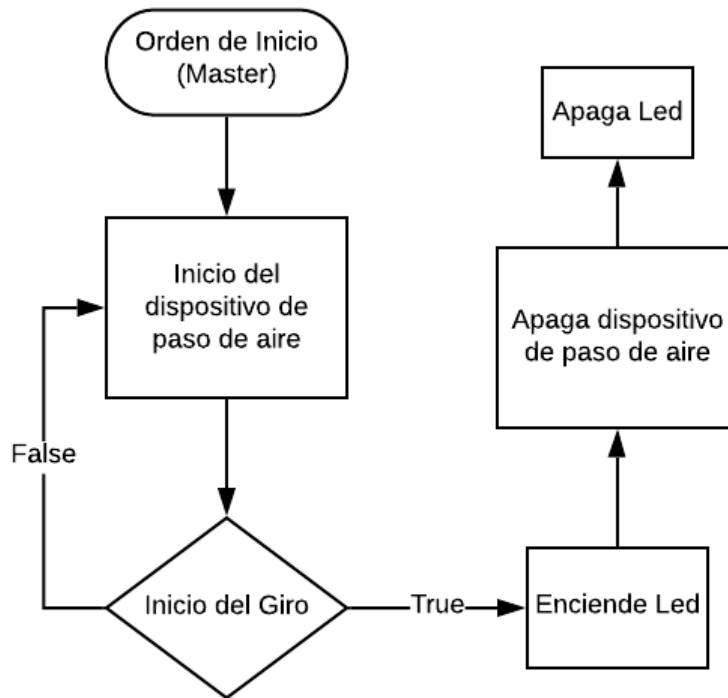 Orden de Inicio
(Master)
Inicio del
dispositivo de
paso de aire
False
Inicio del Giro
True
Enciende Led
Apaga dispositivo
de paso de aire
Apaga Led